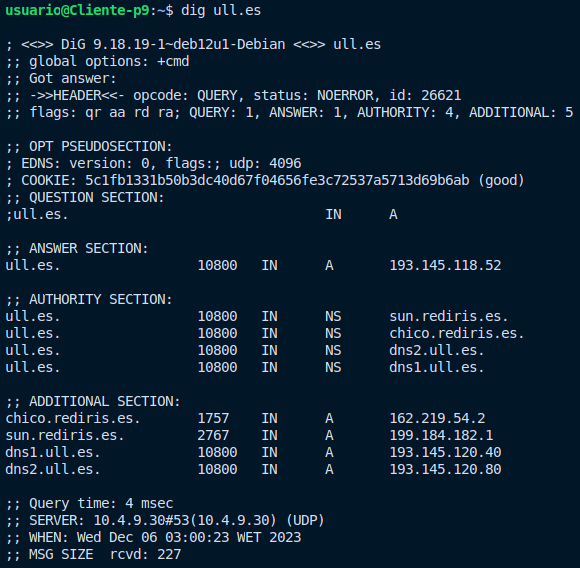 usuario@Cliente-p9:~$ dig ull.es

; <<>> DiG 9.18.19-1~deb12u1-Debian <<>> ull.es
;; global options: +cmd
;; Got answer:
;; ->>HEADER<<- opcode: QUERY, status: NOERROR, id: 26621
;; flags: qr aa rd ra; QUERY: 1, ANSWER: 1, AUTHORITY: 4, ADDITIONAL: 5

;; OPT PSEUDOSECTION:
; EDNS: version: 0, flags:; udp: 4096
; COOKIE: 5c1fb1331b50b3dc40d67f04656fe3c72537a5713d69b6ab (good)
;; QUESTION SECTION:
;ull.es.				IN	A

;; ANSWER SECTION:
ull.es.			10800	IN	A	193.145.118.52

;; AUTHORITY SECTION:
ull.es.			10800	IN	NS	sun.rediris.es.
ull.es.			10800	IN	NS	chico.rediris.es.
ull.es.			10800	IN	NS	dns2.ull.es.
ull.es.			10800	IN	NS	dns1.ull.es.

;; ADDITIONAL SECTION:
chico.rediris.es.	1757	IN	A	162.219.54.2
sun.rediris.es.		2767	IN	A	199.184.182.1
dns1.ull.es.		10800	IN	A	193.145.120.40
dns2.ull.es.		10800	IN	A	193.145.120.80

;; Query time: 4 msec
;; SERVER: 10.4.9.30#53(10.4.9.30) (UDP)
;; WHEN: Wed Dec 06 03:00:23 WET 2023
;; MSG SIZE  rcvd: 227